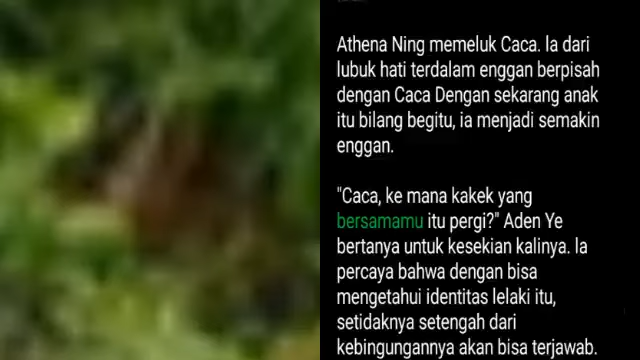 Athena Ning memeluk Caca. Ia dari
lubuk hati terdalam enggan berpisah
dengan Caca Dengan sekarang anak
itu bilang begitu, ia menjadi semakin
enggan.
"Caca, ke mana kakek yang
bersamamu itu pergi?" Aden Ye
bertanya untuk kesekian kalinya. Ia
percaya bahwa dengan bisa
mengetahui identitas lelaki itu,
setidaknya setengah dari
kebingungannya akan bisa terjawab.